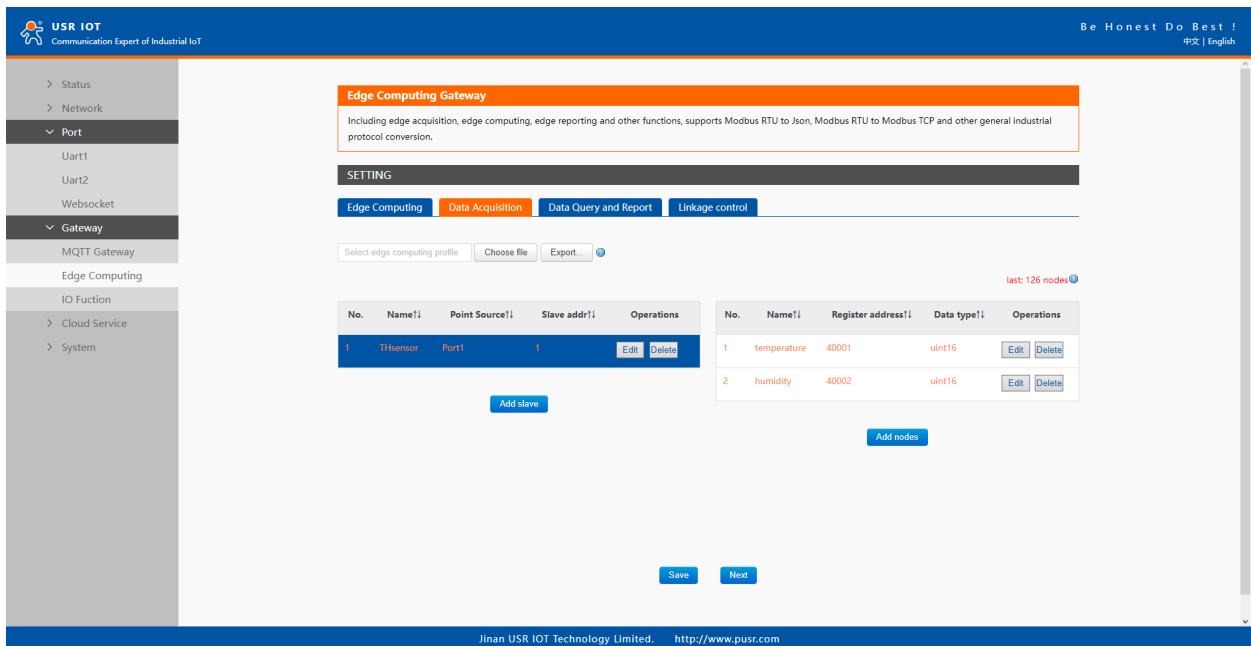 USR IOT
Communication Expert of Industrial IoT
Be Honest Do Best !
中文 | English
Status
Network
Port
Uart1
Uart2
Websocket
Gateway
MQTT Gateway
Edge Computing
IO Fuction
Cloud Service
System
Edge Computing Gateway
Including edge acquisition, edge computing, edge reporting and other functions, supports Modbus RTU to Json, Modbus RTU to Modbus TCP and other general industrial
protocol conversion.
SETTING
Edge Computing Data Acquisition Data Query and Report Linkage control
Select edge computing profile Choose file Export...
last: 126 nodes
No. Name↑↓ Point Source↑↓ Slave addr↑↓ Operations
1 THsensor Port1 1 Edit Delete
Add slave
No. Name↑↓ Register address↑↓ Data type↑↓ Operations
1 temperature 40001 uint16 Edit Delete
2 humidity 40002 uint16 Edit Delete
Add nodes
Save Next
Jinan USR IOT Technology Limited. http://www.pusr.com